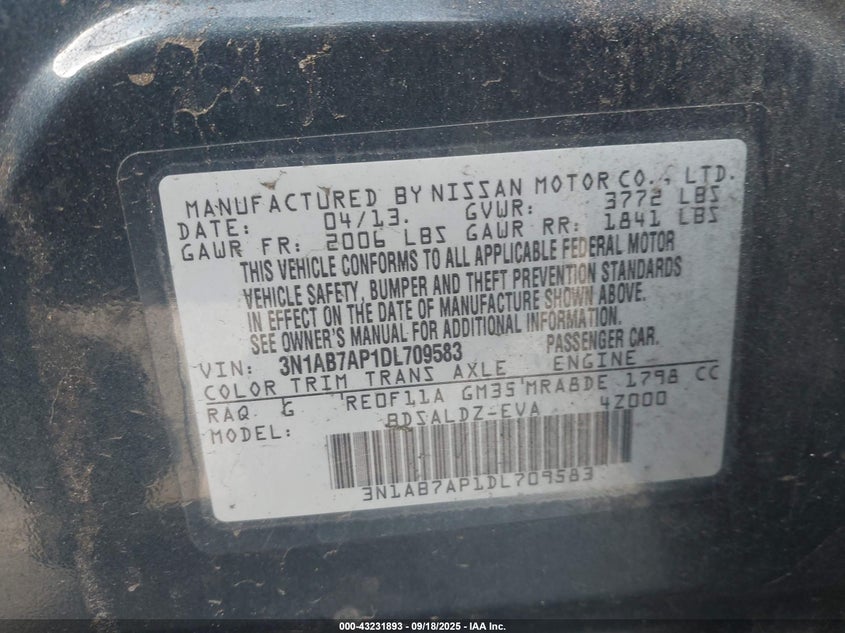 MANUFACTURED BY NISSAN MOTOR CO., LTD.
DATE: 04/13. GVWR: 3772 LBS
GAWR FR: 2006 LBS GAWR RR: 1841 LBS
THIS VEHICLE CONFORMS TO ALL APPLICABLE FEDERAL MOTOR
VEHICLE SAFETY, BUMPER AND THEFT PREVENTION STANDARDS
IN EFFECT ON THE DATE OF MANUFACTURE SHOWN ABOVE.
SEE OWNER'S MANUAL FOR ADDITIONAL INFORMATION.
VIN: 3N1AB7AP1DL709583 PASSENGER CAR.
COLOR TRIM TRANS AXLE ENGINE
RAQ G RE0F11A GM35 MRA8DE 1798 CC
MODEL: BDSALDZ-EVA 4Z000
3N1AB7AP1DL709583
000-43231893 - 09/18/2025 - IAA Inc.